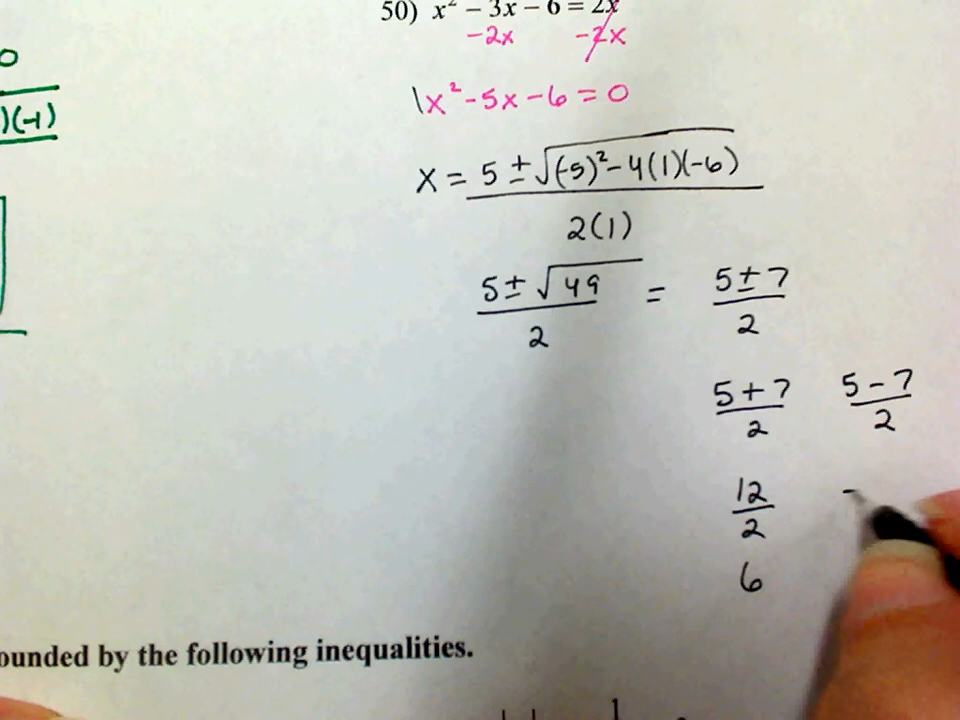 50) x² - 3x - 6 = 2x
-2x -2x
1x² - 5x - 6 = 0
0
)(-1)
x = 5 ± √(-5)² - 4(1)(-6)
2(1)
5 ± √49 = 5 ± 7
2 2
5 + 7 5 - 7
2 2
12 -
2
6
ounded by the following inequalities.